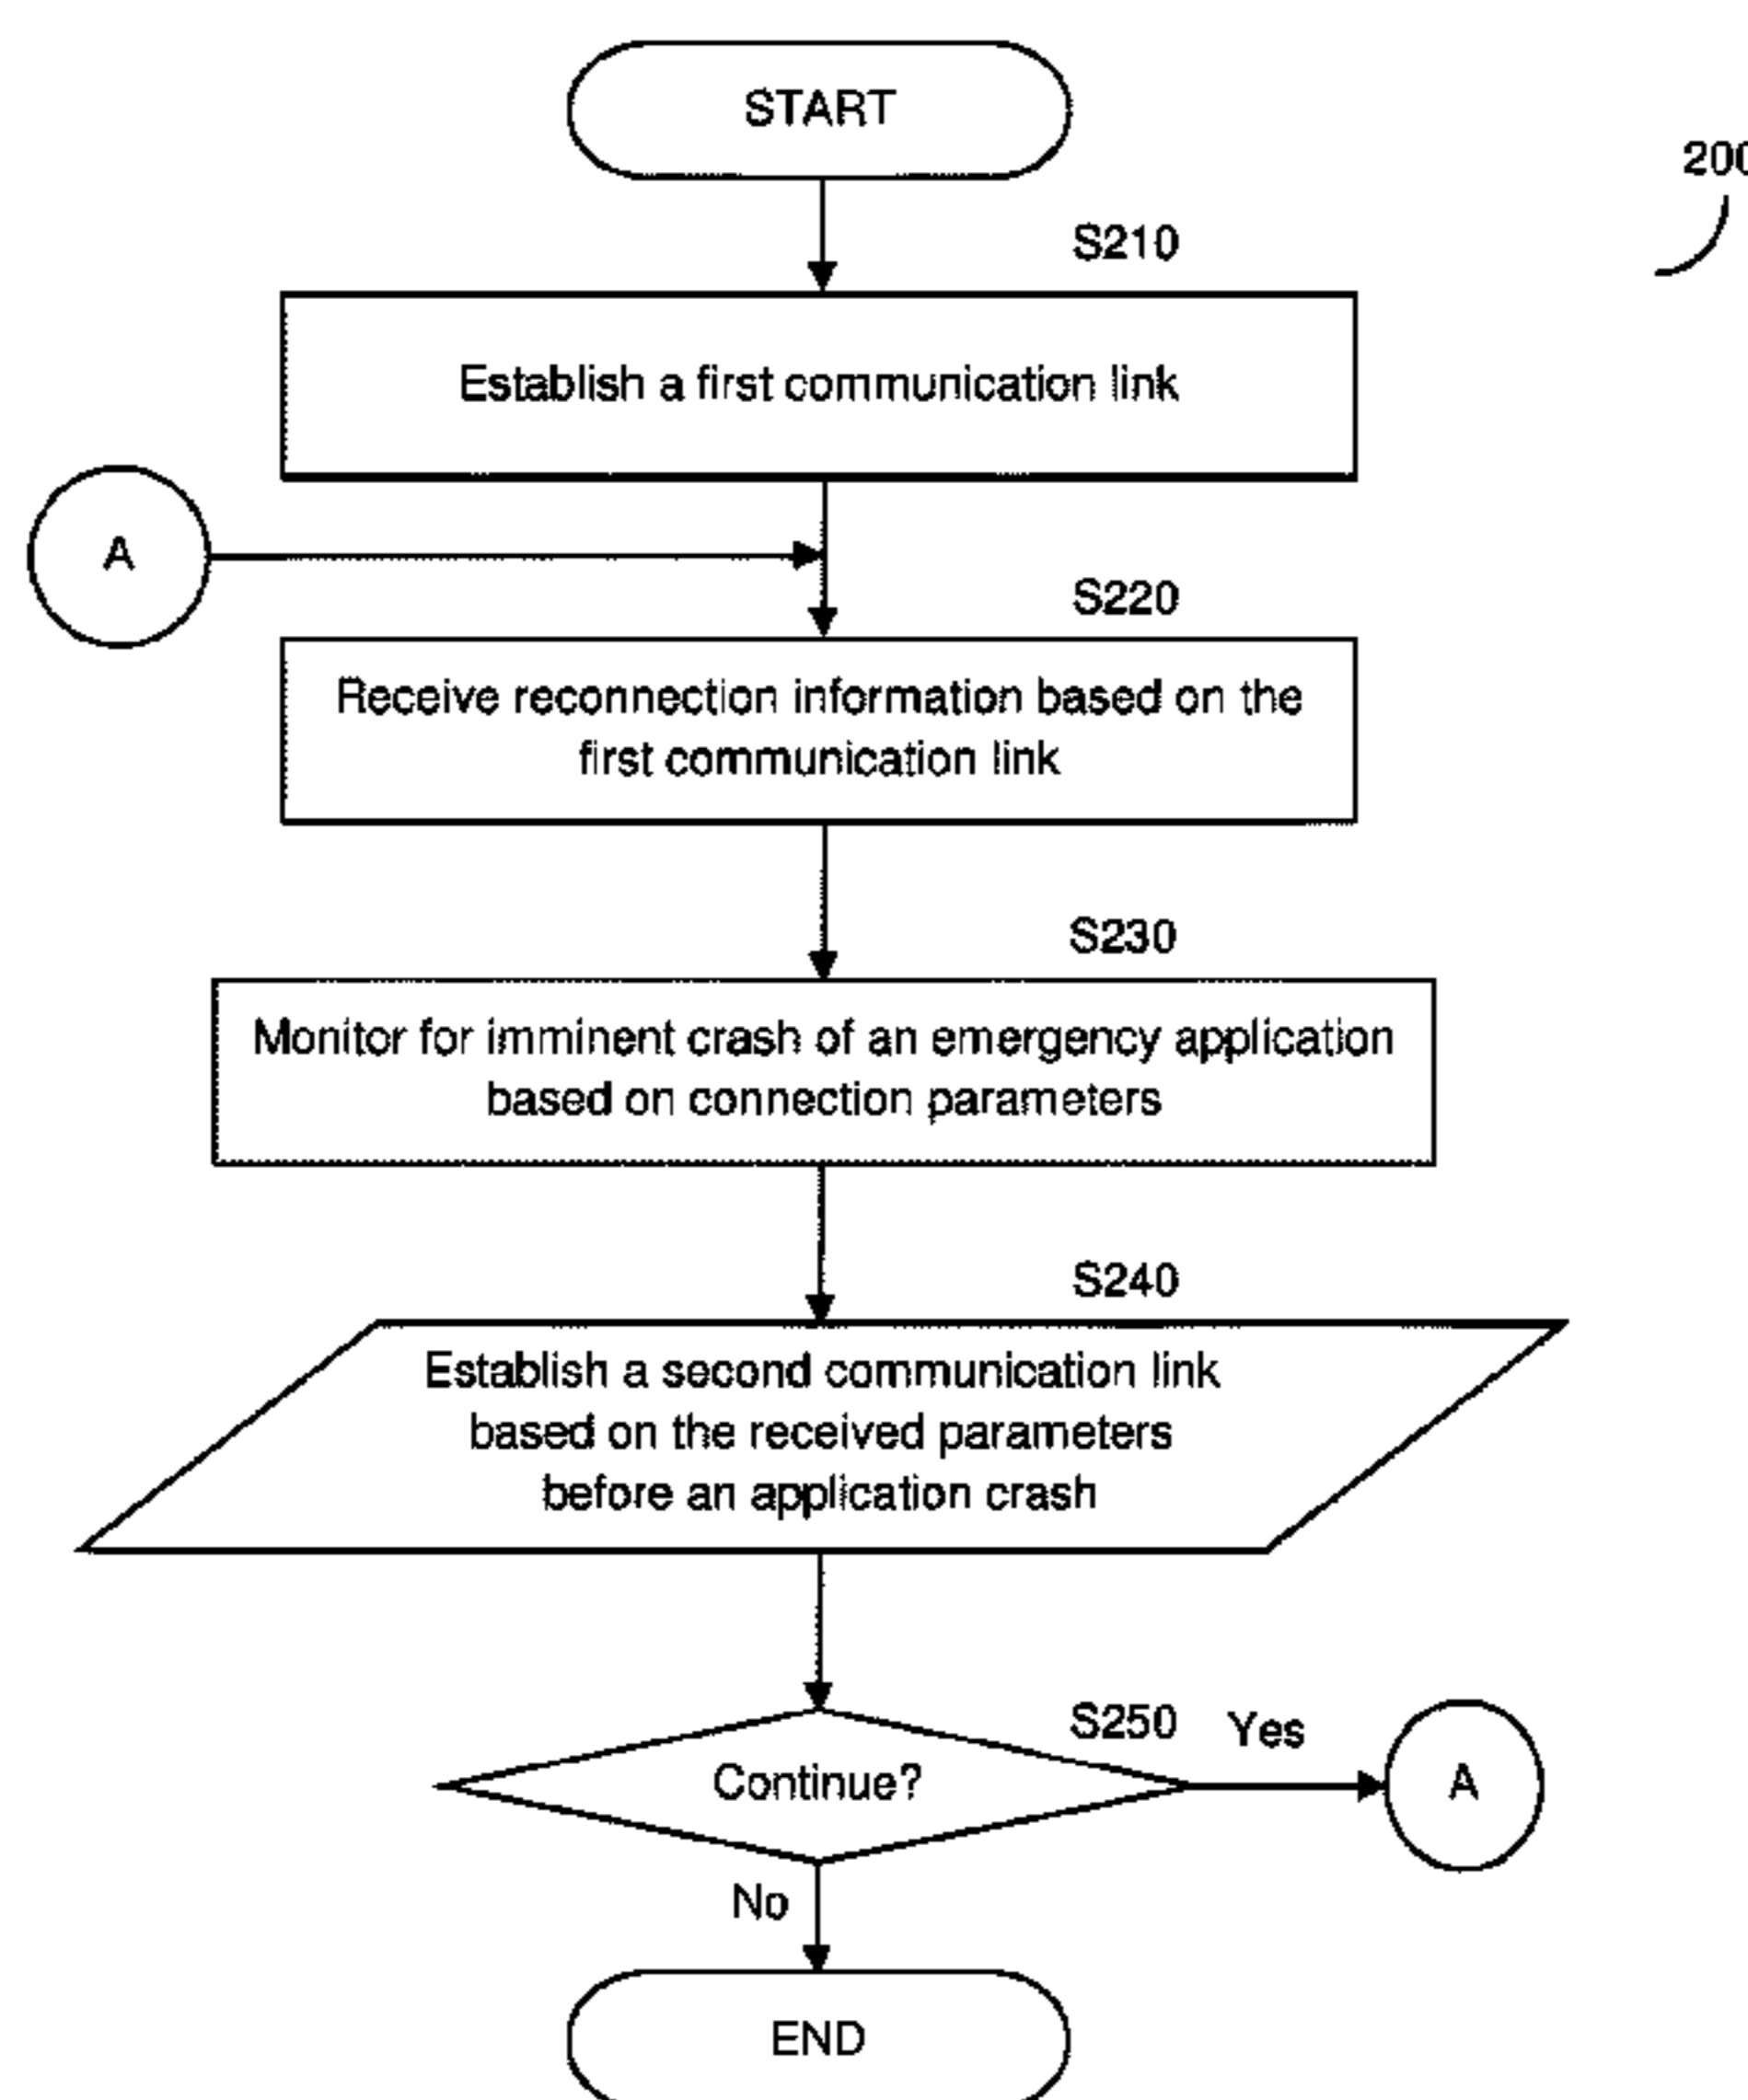 START
200
S210
Establish a first communication link
A
S220
Receive reconnection information based on the
first communication link
S230
Monitor for imminent crash of an emergency application
based on connection parameters
S240
Establish a second communication link
based on the received parameters
before an application crash
S250
Yes
Continue?
A
No
END